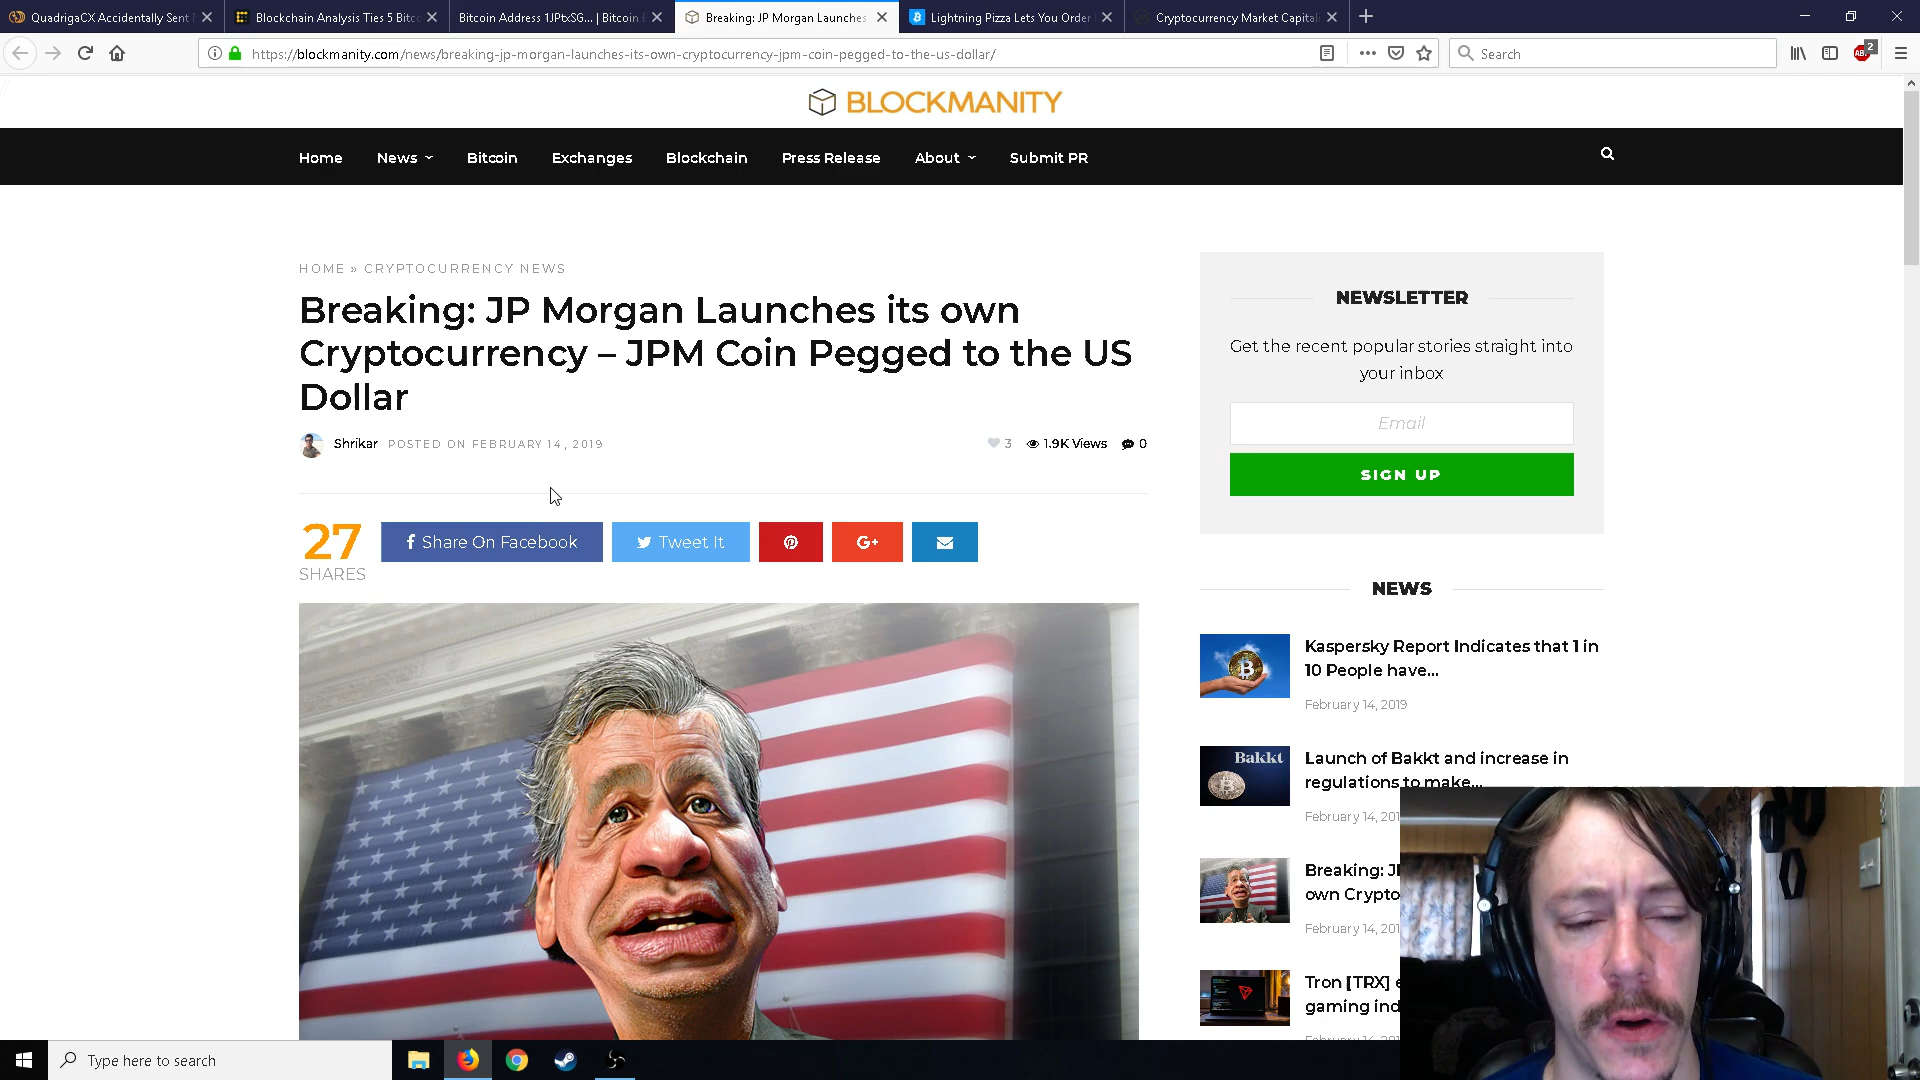 QuadrigaCX Accidentally Sent
Blockchain Analysis Ties 5 Bitc
Bitcoin Address 1JPtxSG... | Bitcoin
Breaking: JP Morgan Launches
Lightning Pizza Lets You Order
Cryptocurrency Market Capital
https://blockmanity.com/news/breaking-jp-morgan-launches-its-own-cryptocurrency-jpm-coin-pegged-to-the-us-dollar/
Search
ABP
2
BLOCKMANITY
Home
News
Bitcoin
Exchanges
Blockchain
Press Release
About
Submit PR
HOME » CRYPTOCURRENCY NEWS
Breaking: JP Morgan Launches its own
Cryptocurrency – JPM Coin Pegged to the US
Dollar
Shrikar POSTED ON FEBRUARY 14, 2019
3 1.9K Views 0
27
SHARES
f Share On Facebook
Tweet It
G+
NEWSLETTER
Get the recent popular stories straight into
your inbox
Email
SIGN UP
NEWS
Kaspersky Report Indicates that 1 in
10 People have...
February 14, 2019
Bakkt
Launch of Bakkt and increase in
regulations to make...
February 14, 201
Breaking: J
own Crypto
February 14, 201
Tron [TRX] e
gaming ind
Type here to search